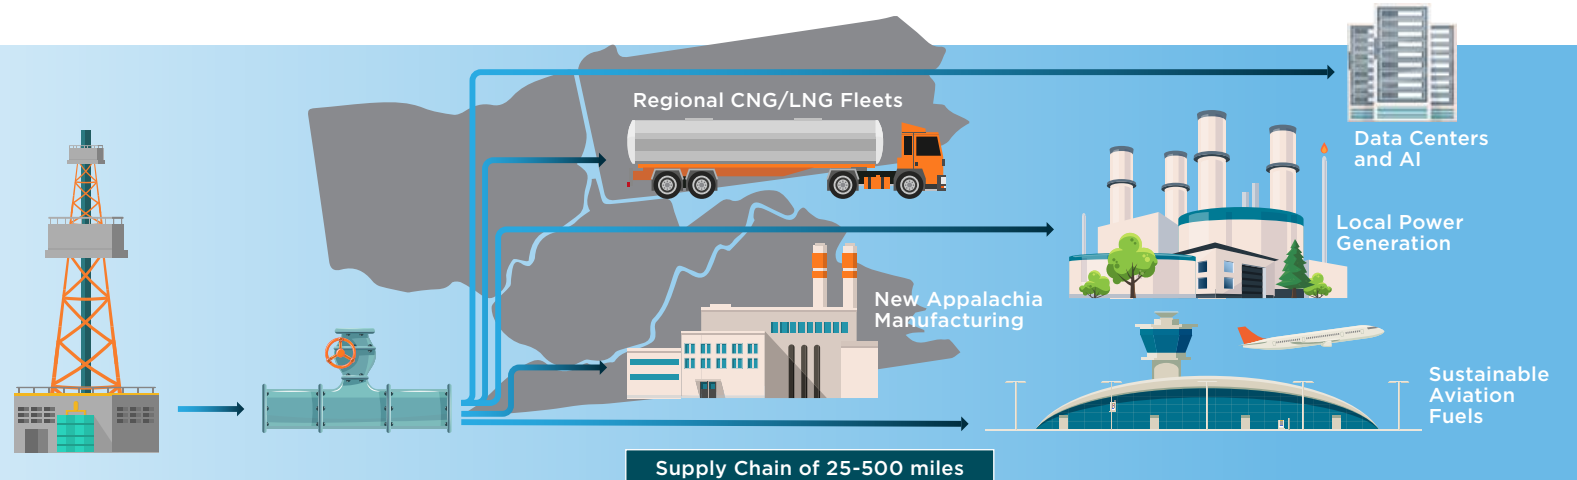 Regional CNG/LNG Fleets
Data Centers
and AI
Local Power
Generation
New Appalachia
Manufacturing
Sustainable
Aviation
Fuels
Supply Chain of 25-500 miles